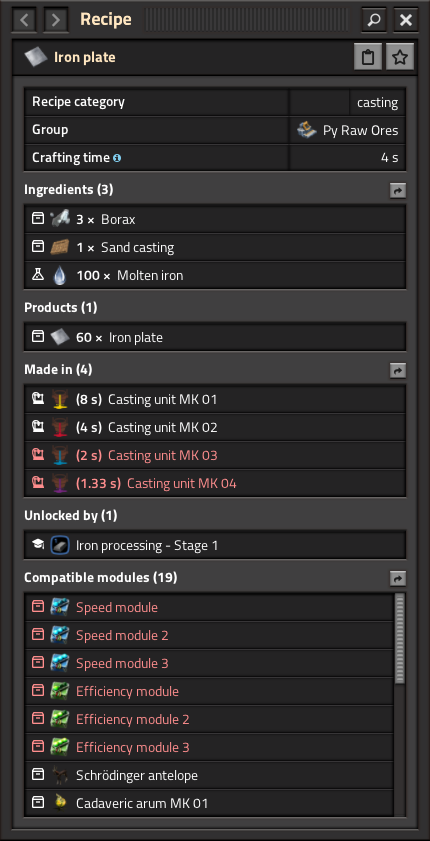 Recipe
Iron plate
Recipe category casting
Group Py Raw Ores
Crafting time 4 s
Ingredients (3)
3 × Borax
1 × Sand casting
100 × Molten iron
Products (1)
60 × Iron plate
Made in (4)
(8 s) Casting unit MK 01
(4 s) Casting unit MK 02
(2 s) Casting unit MK 03
(1.33 s) Casting unit MK 04
Unlocked by (1)
Iron processing - Stage 1
Compatible modules (19)
Speed module
Speed module 2
Speed module 3
Efficiency module
Efficiency module 2
Efficiency module 3
Schrödinger antelope
Cadaveric arum MK 01